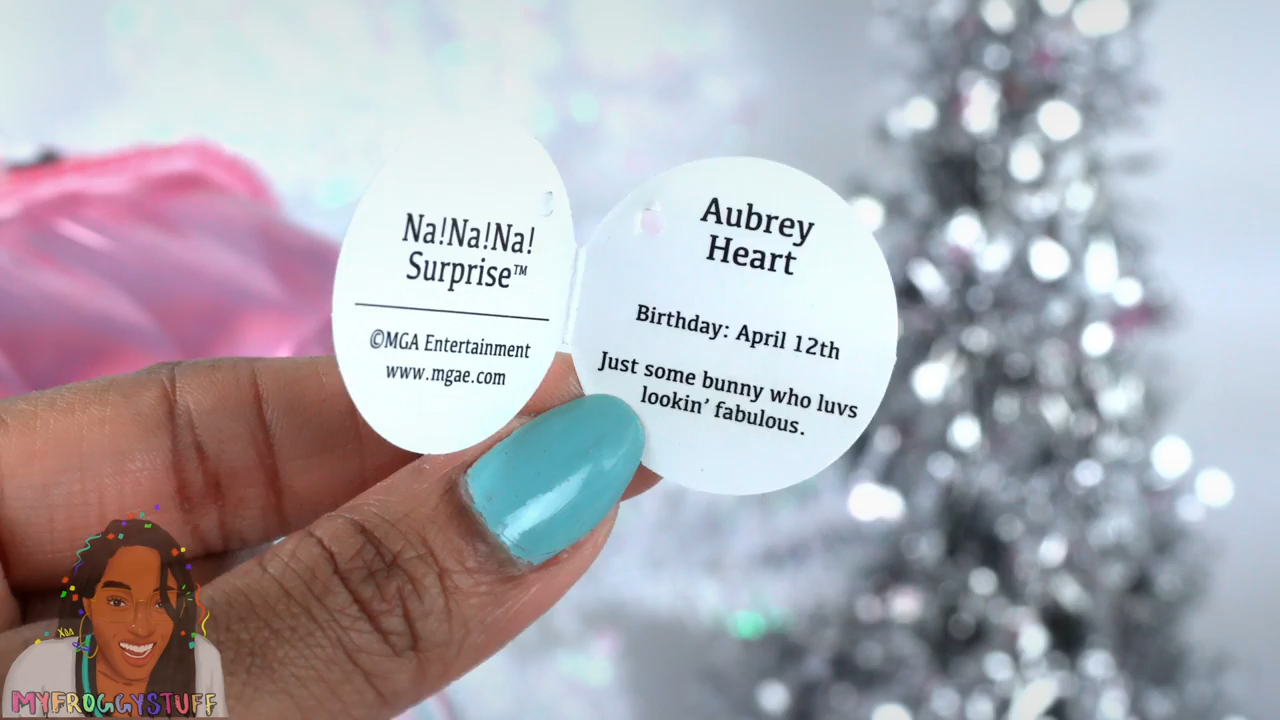 Na!Na!Na!
Surprise™
©MGA Entertainment
www.mgae.com
Aubrey
Heart
Birthday: April 12th
Just some bunny who luvs
lookin' fabulous.
MYFROGGYSTUFF